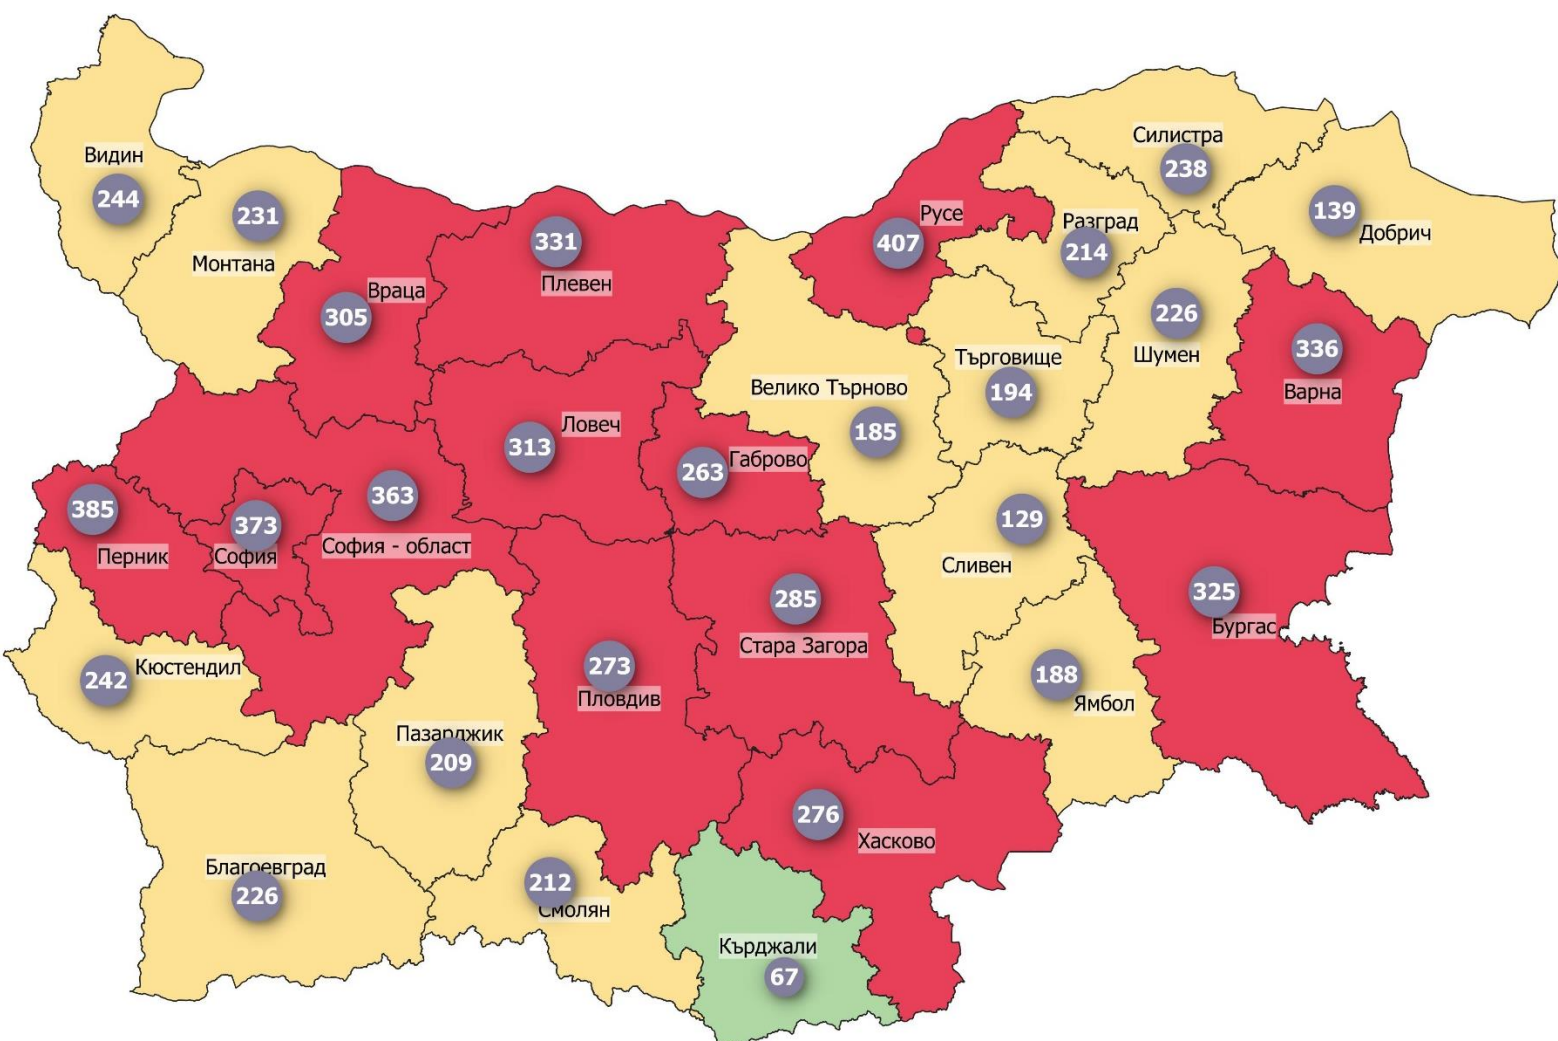 Видин
244
231
Монтана
Враца
305
331
Плевен
Русе
407
Силистра
238
Разград
214
139
Добрич
226
Шумен
336
Варна
Търговище
194
Велико Търново
185
Ловеч
313
Габрово
263
385
Перник
373
София
363
София - област
129
Сливен
325
Бургас
285
Стара Загора
273
Пловдив
188
Ямбол
Кюстендил
242
Пазарджик
209
276
Хасково
Благоевград
226
212
Смолян
Кърджали
67